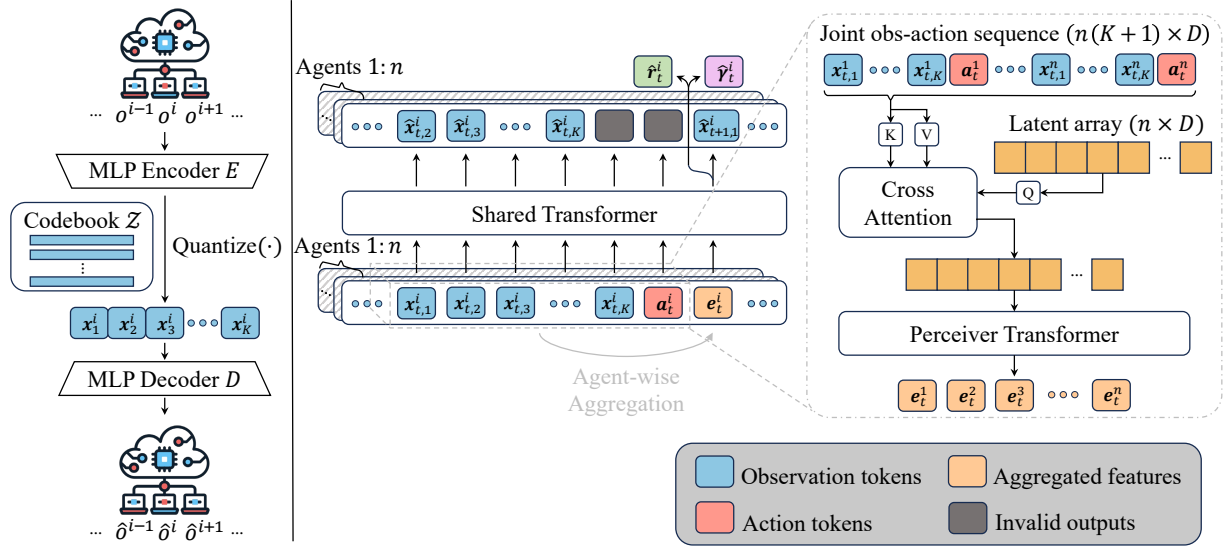 ... o^{i-1} o^i o^{i+1} ...
MLP Encoder E
Codebook Z
⋮
Quantize(·)
x_1^i x_2^i x_3^i ∘∘∘ x_K^i
MLP Decoder D
... ô^{i-1} ô^i ô^{i+1} ...
r̂_t^i γ̂_t^i
Agents 1:n
... ∘∘∘ x̂_{t,2}^i x̂_{t,3}^i ∘∘∘ x̂_{t,K}^i x̂_{t+1,1}^i ∘∘∘
Shared Transformer
Agents 1:n
... ∘∘∘ x_{t,1}^i x_{t,2}^i x_{t,3}^i ∘∘∘ x_{t,K}^i a_t^i e_t^i ∘∘∘
Agent-wise
Aggregation
Joint obs-action sequence (n(K+1)×D)
x_{t,1}^1 ∘∘∘ x_{t,K}^1 a_t^1 ∘∘∘ x_{t,1}^n ∘∘∘ x_{t,K}^n a_t^n
K V
Latent array (n×D)
...
Q
Cross
Attention
...
Perceiver Transformer
e_t^1 e_t^2 e_t^3 ∘∘∘ e_t^n
Observation tokens
Aggregated features
Action tokens
Invalid outputs